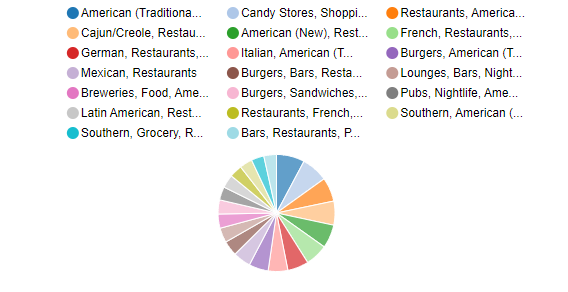 American (Traditiona... Candy Stores, Shoppi... Restaurants, America...
Cajun/Creole, Restau... American (New), Rest... French, Restaurants,...
German, Restaurants,... Italian, American (T... Burgers, American (T...
Mexican, Restaurants Burgers, Bars, Resta... Lounges, Bars, Night...
Breweries, Food, Ame... Burgers, Sandwiches,... Pubs, Nightlife, Ame...
Latin American, Rest... Restaurants, French,... Southern, American (...
Southern, Grocery, R... Bars, Restaurants, P...